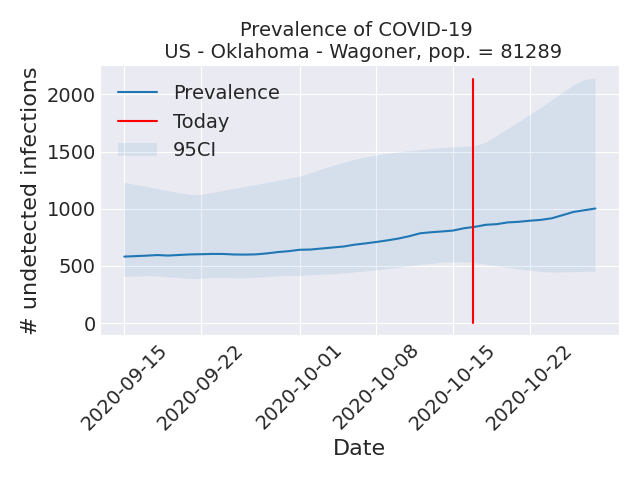 Prevalence of COVID-19
US - Oklahoma - Wagoner, pop. = 81289
# undetected infections
2000
1500
1000
500
0
Prevalence
Today
95CI
2020-09-15
2020-09-22
2020-10-01
2020-10-08
2020-10-15
2020-10-22
Date